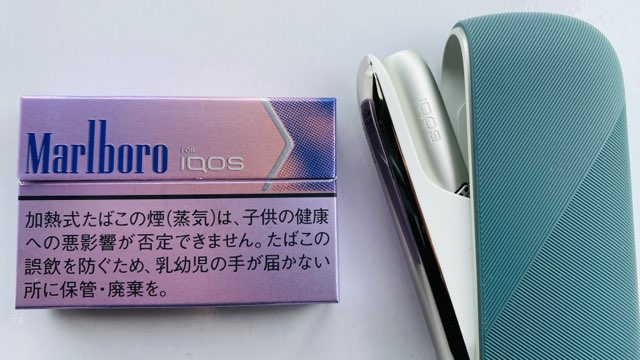 Marlboro FOR IQOS
加熱式たばこの煙(蒸気)は、子供の健康
への悪影響が否定できません。たばこの
誤飲を防ぐため、乳幼児の手が届かない
所に保管・廃棄を。
IQOS